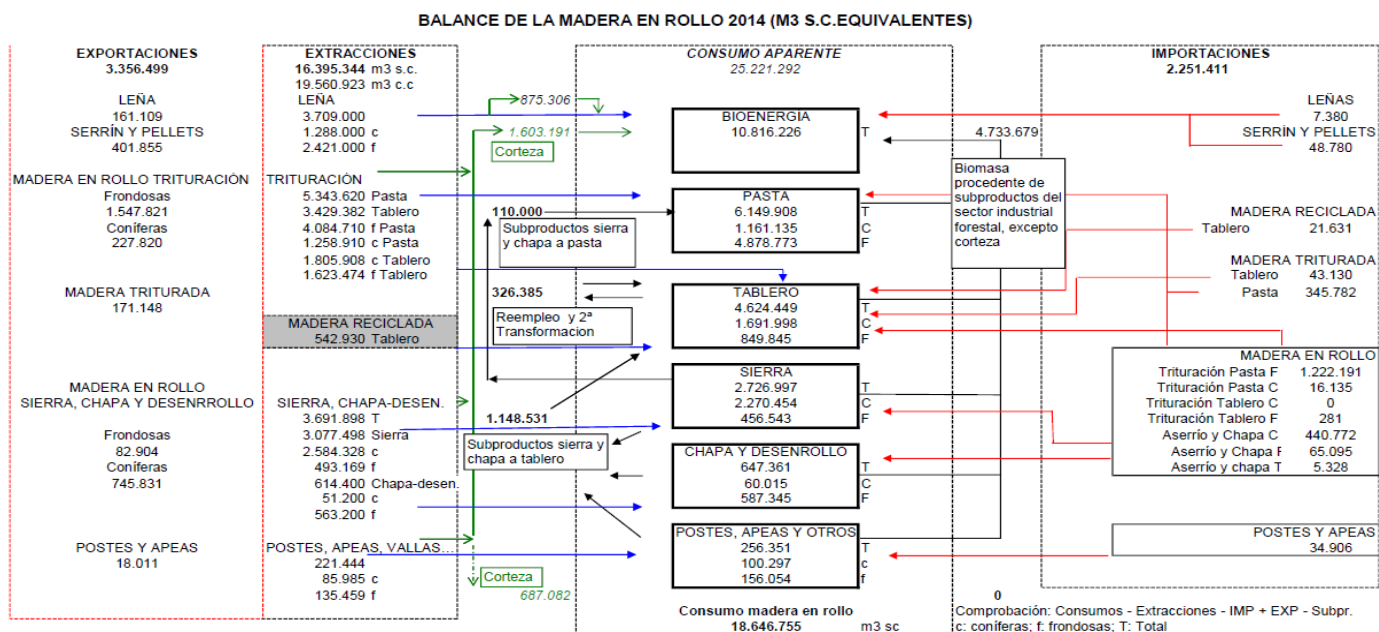 BALANCE DE LA MADERA EN ROLLO 2014 (M3 S.C.EQUIVALENTES)
EXPORTACIONES
3.356.499
LEÑA
161.109
SERRÍN Y PELLETS
401.855
MADERA EN ROLLO TRITURACIÓN
Frondosas
1.547.821
Coníferas
227.820
MADERA TRITURADA
171.148
MADERA EN ROLLO
SIERRA, CHAPA Y DESENRROLLO
Frondosas
82.904
Coníferas
745.831
POSTES Y APEAS
18.011
EXTRACCIONES
16.395.344 m3 s.c.
19.560.923 m3 c.c
LEÑA
3.709.000
1.288.000 c
2.421.000 f
TRITURACIÓN
5.343.620 Pasta
3.429.382 Tablero
4.084.710 f Pasta
1.258.910 c Pasta
1.805.908 c Tablero
1.623.474 f Tablero
MADERA RECICLADA
542.930 Tablero
SIERRA, CHAPA-DESEN.
3.691.898 T
3.077.498 Sierra
2.584.328 c
493.169 f
614.400 Chapa-desen.
51.200 c
563.200 f
POSTES, APEAS, VALLAS...
221.444
85.985 c
135.459 f
875.306
1.603.191
Corteza
110.000
Subproductos sierra
y chapa a pasta
326.385
Reempleo y 2ª
Transformacion
1.148.531
Subproductos sierra y
chapa a tablero
Corteza
687.082
CONSUMO APARENTE
25.221.292
BIOENERGÍA
10.816.226 T
PASTA
6.149.908 T
1.161.135 C
4.878.773 F
TABLERO
4.624.449 T
1.691.998 C
849.845 F
SIERRA
2.726.997 T
2.270.454 C
456.543 F
CHAPA Y DESENROLLO
647.361 T
60.015 C
587.345 F
POSTES, APEAS Y OTROS
256.351 T
100.297 c
156.054 f
Consumo madera en rollo
18.646.755 m3 sc
4.733.679
Biomasa
procedente de
subproductos del
sector industrial
forestal, excepto
corteza
0
Comprobación: Consumos - Extracciones - IMP + EXP - Subpr.
c: coníferas; f: frondosas; T: Total
IMPORTACIONES
2.251.411
LEÑAS
7.380
SERRÍN Y PELLETS
48.780
MADERA RECICLADA
Tablero 21.631
MADERA TRITURADA
Tablero 43.130
Pasta 345.782
MADERA EN ROLLO
Trituración Pasta F 1.222.191
Trituración Pasta C 16.135
Trituración Tablero C 0
Trituración Tablero F 281
Aserrío y Chapa C 440.772
Aserrío y Chapa F 65.095
Aserrío y chapa T 5.328
POSTES Y APEAS
34.906